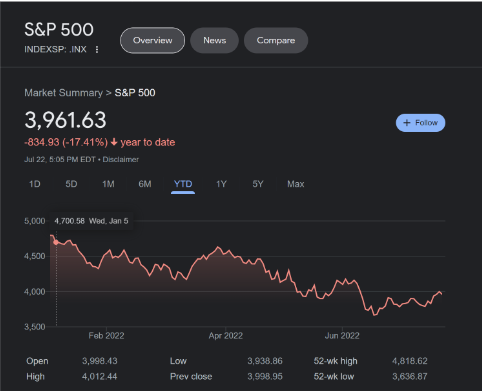 S&P 500
INDEXSP: .INX
Overview
News
Compare
Market Summary > S&P 500
3,961.63
+ Follow
-834.93 (-17.41%) ↓ year to date
Jul 22, 5:05 PM EDT • Disclaimer
1D 5D 1M 6M YTD 1Y 5Y Max
5,000
4,700.58 Wed, Jan 5
4,500
4,000
3,500
Feb 2022 Apr 2022 Jun 2022
Open 3,998.43 Low 3,938.86 52-wk high 4,818.62
High 4,012.44 Prev close 3,998.95 52-wk low 3,636.87